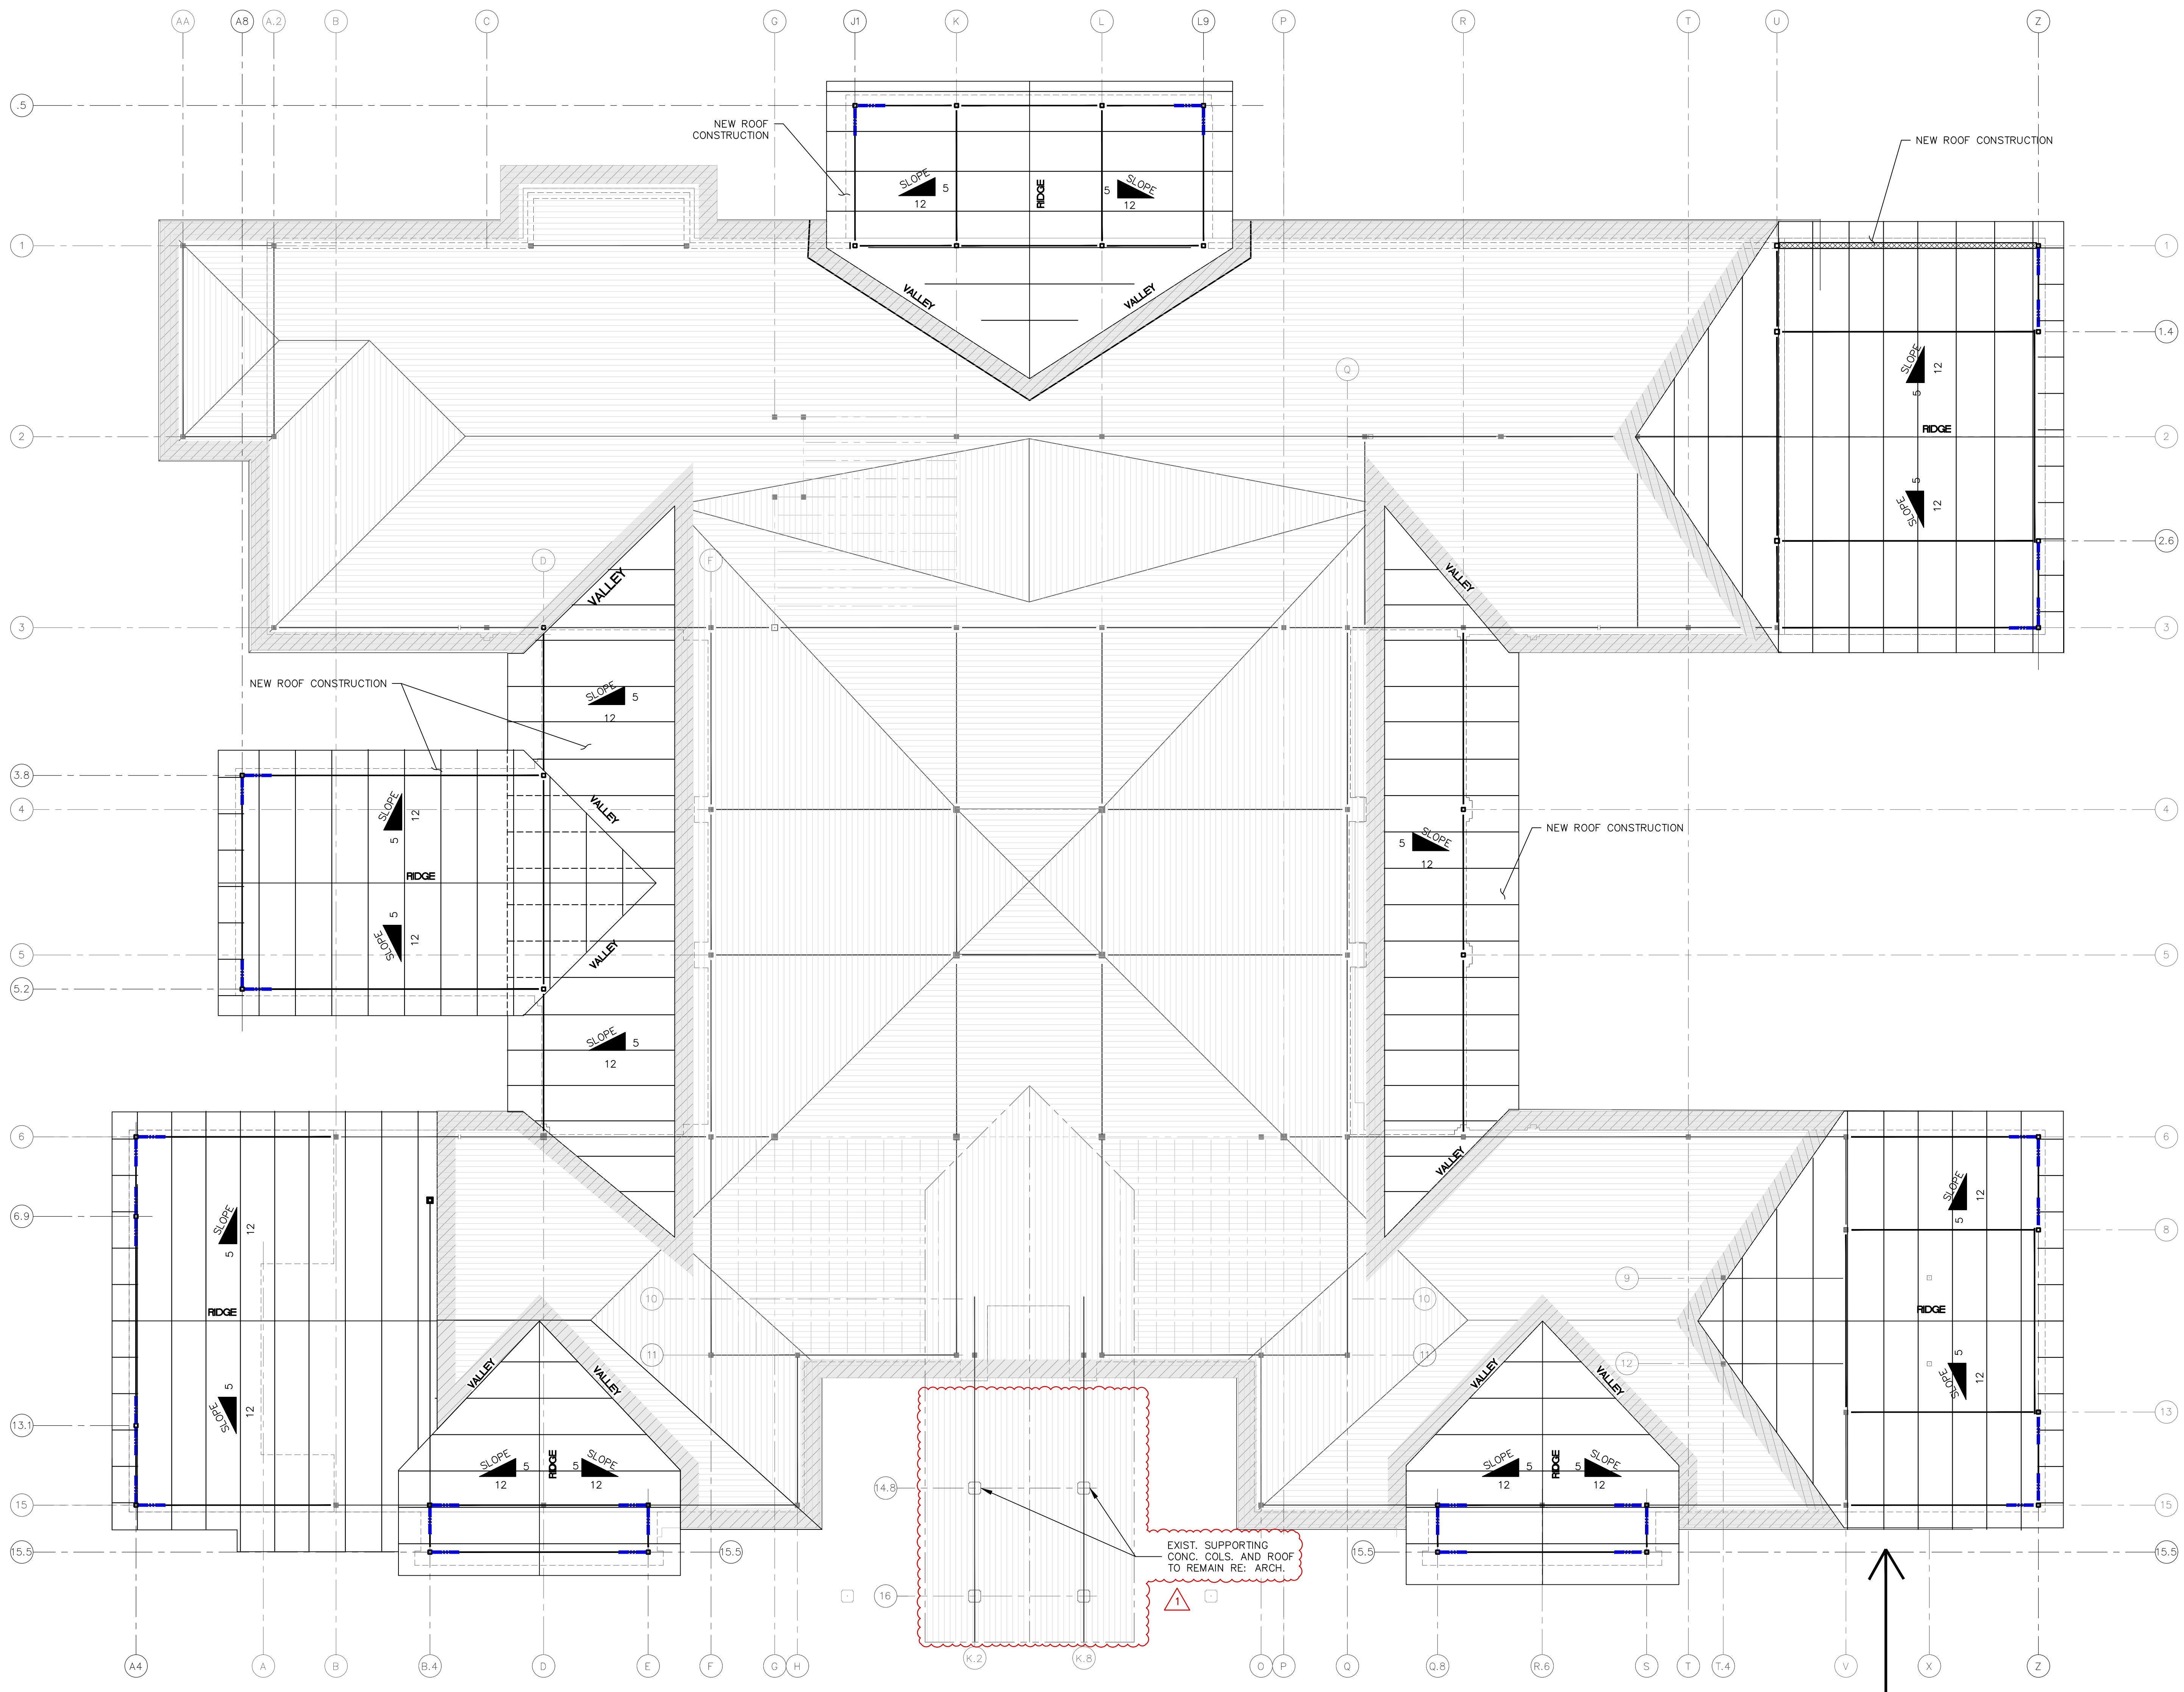 AA
A8
A.2
B
C
G
J1
K
L
L9
P
R
T
U
Z
.5
NEW ROOF
CONSTRUCTION
NEW ROOF CONSTRUCTION
SLOPE
5
12
RIDGE
5
SLOPE
12
1
1
VALLEY
VALLEY
1.4
SLOPE
12
5
Q
2
RIDGE
2
5
SLOPE
12
2.6
D
F
VALLEY
VALLEY
3
3
NEW ROOF CONSTRUCTION
SLOPE
5
12
3.8
SLOPE
12
5
VALLEY
4
4
NEW ROOF CONSTRUCTION
5
SLOPE
12
RIDGE
5
SLOPE
12
VALLEY
5
5
5.2
SLOPE
5
12
6
6
VALLEY
SLOPE
12
5
6.9
SLOPE
12
5
8
9
10
10
RIDGE
RIDGE
11
11
12
VALLEY
VALLEY
VALLEY
VALLEY
5
SLOPE
12
5
SLOPE
12
13.1
13
SLOPE
5
12
RIDGE
5
SLOPE
12
SLOPE
5
12
RIDGE
5
SLOPE
12
14.8
15
15
15.5
15.5
EXIST. SUPPORTING
CONC. COLS. AND ROOF
TO REMAIN RE: ARCH.
15.5
15.5
16
1
A4
A
B
B.4
D
E
F
G
H
K.2
K.8
O
P
Q
Q.8
R.6
S
T
T.4
V
X
Z